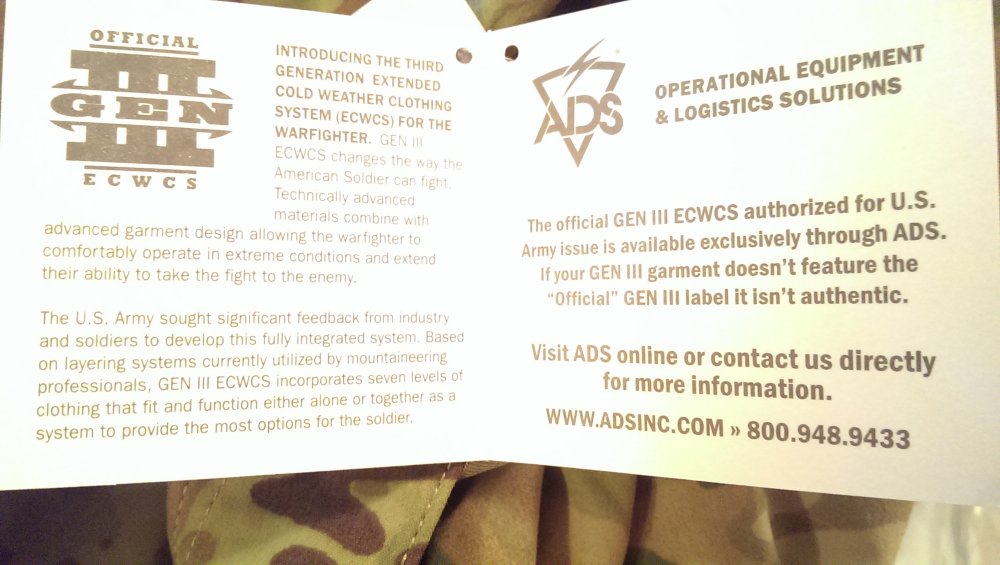 OFFICIAL
III
GEN
III
ECWCS
INTRODUCING THE THIRD
GENERATION EXTENDED
COLD WEATHER CLOTHING
SYSTEM (ECWCS) FOR THE
WARFIGHTER. GEN III
ECWCS changes the way the
American Soldier can fight.
Technically advanced
materials combine with
advanced garment design allowing the warfighter to
comfortably operate in extreme conditions and extend
their ability to take the fight to the enemy.
The U.S. Army sought significant feedback from industry
and soldiers to develop this fully integrated system. Based
on layering systems currently utilized by mountaineering
professionals, GEN III ECWCS incorporates seven levels of
clothing that fit and function either alone or together as a
system to provide the most options for the soldier.
ADS
OPERATIONAL EQUIPMENT
& LOGISTICS SOLUTIONS
The official GEN III ECWCS authorized for U.S.
Army issue is available exclusively through ADS.
If your GEN III garment doesn't feature the
"Official" GEN III label it isn't authentic.
Visit ADS online or contact us directly
for more information.
WWW.ADSINC.COM » 800.948.9433